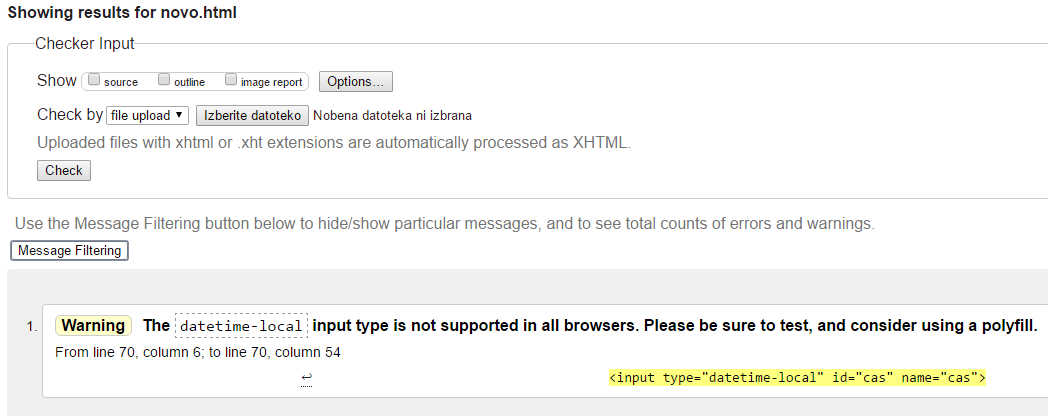 Showing results for novo.html
Checker Input
Show source outline image report Options...
Check by file upload ▼ Izberite datoteko Nobena datoteka ni izbrana
Uploaded files with xhtml or .xht extensions are automatically processed as XHTML.
Check
Use the Message Filtering button below to hide/show particular messages, and to see total counts of errors and warnings.
Message Filtering
1. Warning The datetime-local input type is not supported in all browsers. Please be sure to test, and consider using a polyfill.
From line 70, column 6; to line 70, column 54
↩ <input type="datetime-local" id="cas" name="cas">